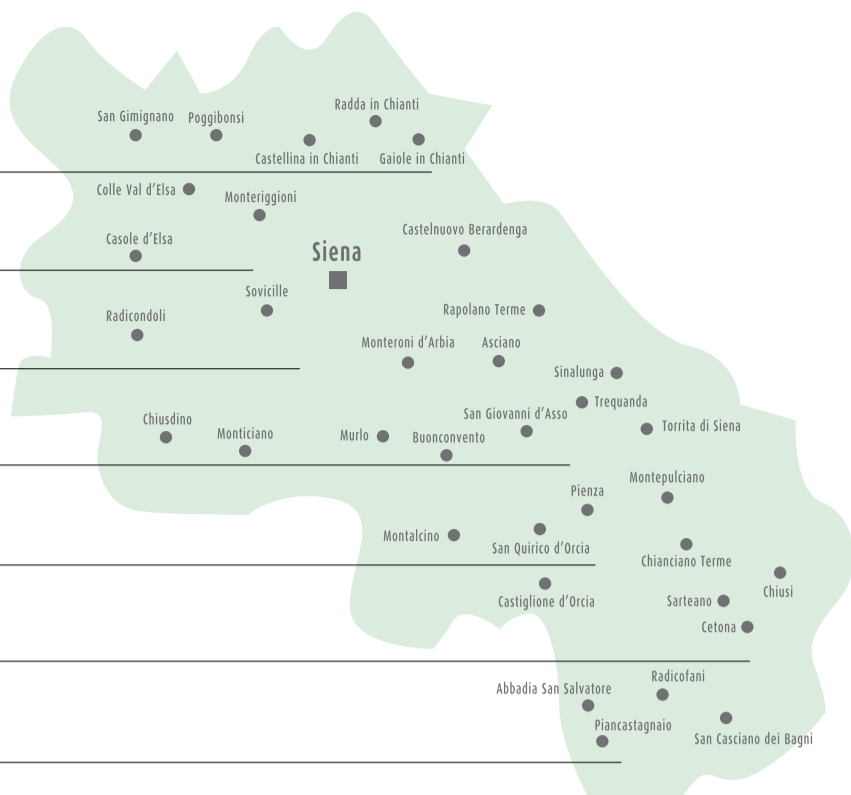 Radda in Chianti
San Gimignano
Poggibonsi
Castellina in Chianti
Gaiole in Chianti
Colle Val d'Elsa
Monteriggioni
Castelnuovo Berardenga
Casole d'Elsa
Siena
Sovicille
Rapolano Terme
Radicondoli
Monteroni d'Arbia
Asciano
Sinalunga
Trequanda
San Giovanni d'Asso
Chiusdino
Torrita di Siena
Monticiano
Murlo
Buonconvento
Montepulciano
Pienza
Montalcino
San Quirico d'Orcia
Chianciano Terme
Chiusi
Castiglione d'Orcia
Sarteano
Cetona
Radicofani
Abbadia San Salvatore
Piancastagnaio
San Casciano dei Bagni